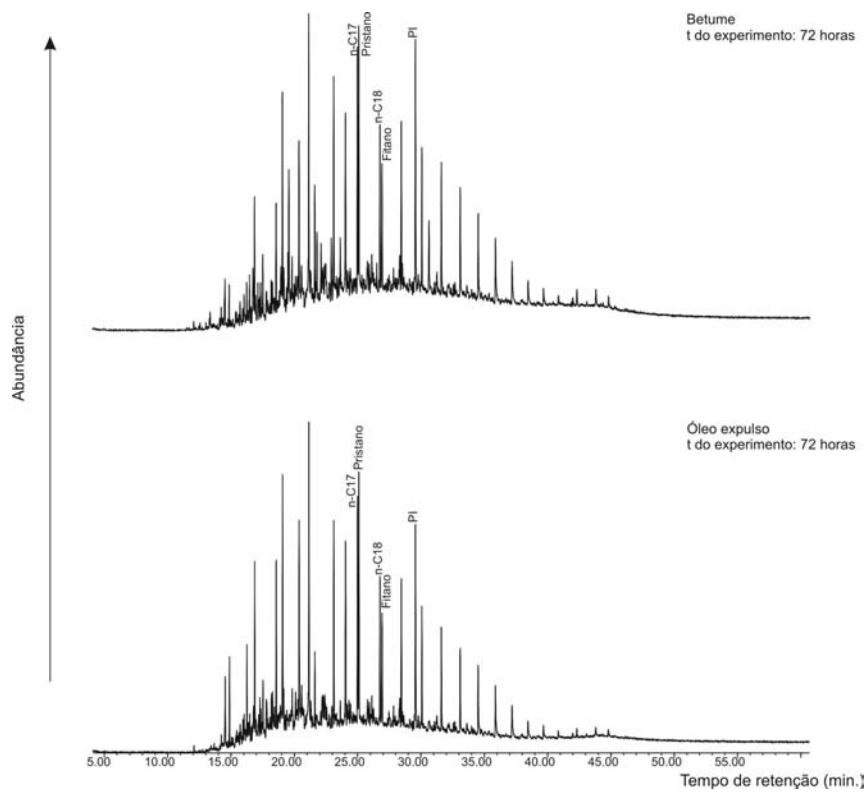 Betume
t do experimento: 72 horas
n-C17
Pristano
n-C18
Fitano
PI
Abundância
Óleo expulso
t do experimento: 72 horas
n-C17
Pristano
n-C18
Fitano
PI
5.00 10.00 15.00 20.00 25.00 30.00 35.00 40.00 45.00 50.00 55.00
Tempo de retenção (min.)